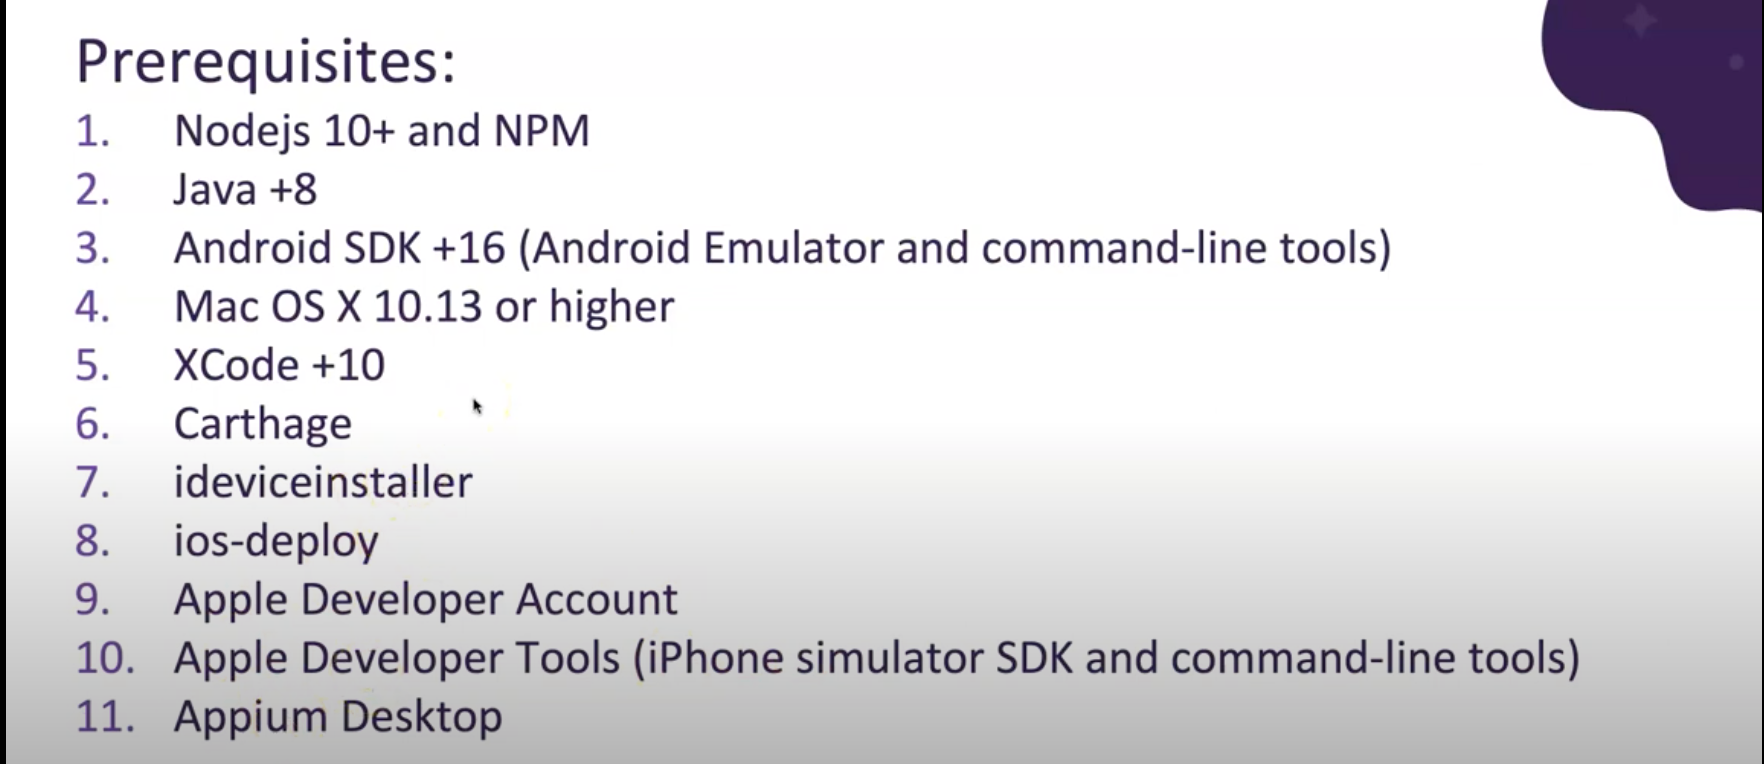 Prerequisites:
1. Nodejs 10+ and NPM
2. Java +8
3. Android SDK +16 (Android Emulator and command-line tools)
4. Mac OS X 10.13 or higher
5. XCode +10
6. Carthage
7. ideviceinstaller
8. ios-deploy
9. Apple Developer Account
10. Apple Developer Tools (iPhone simulator SDK and command-line tools)
11. Appium Desktop